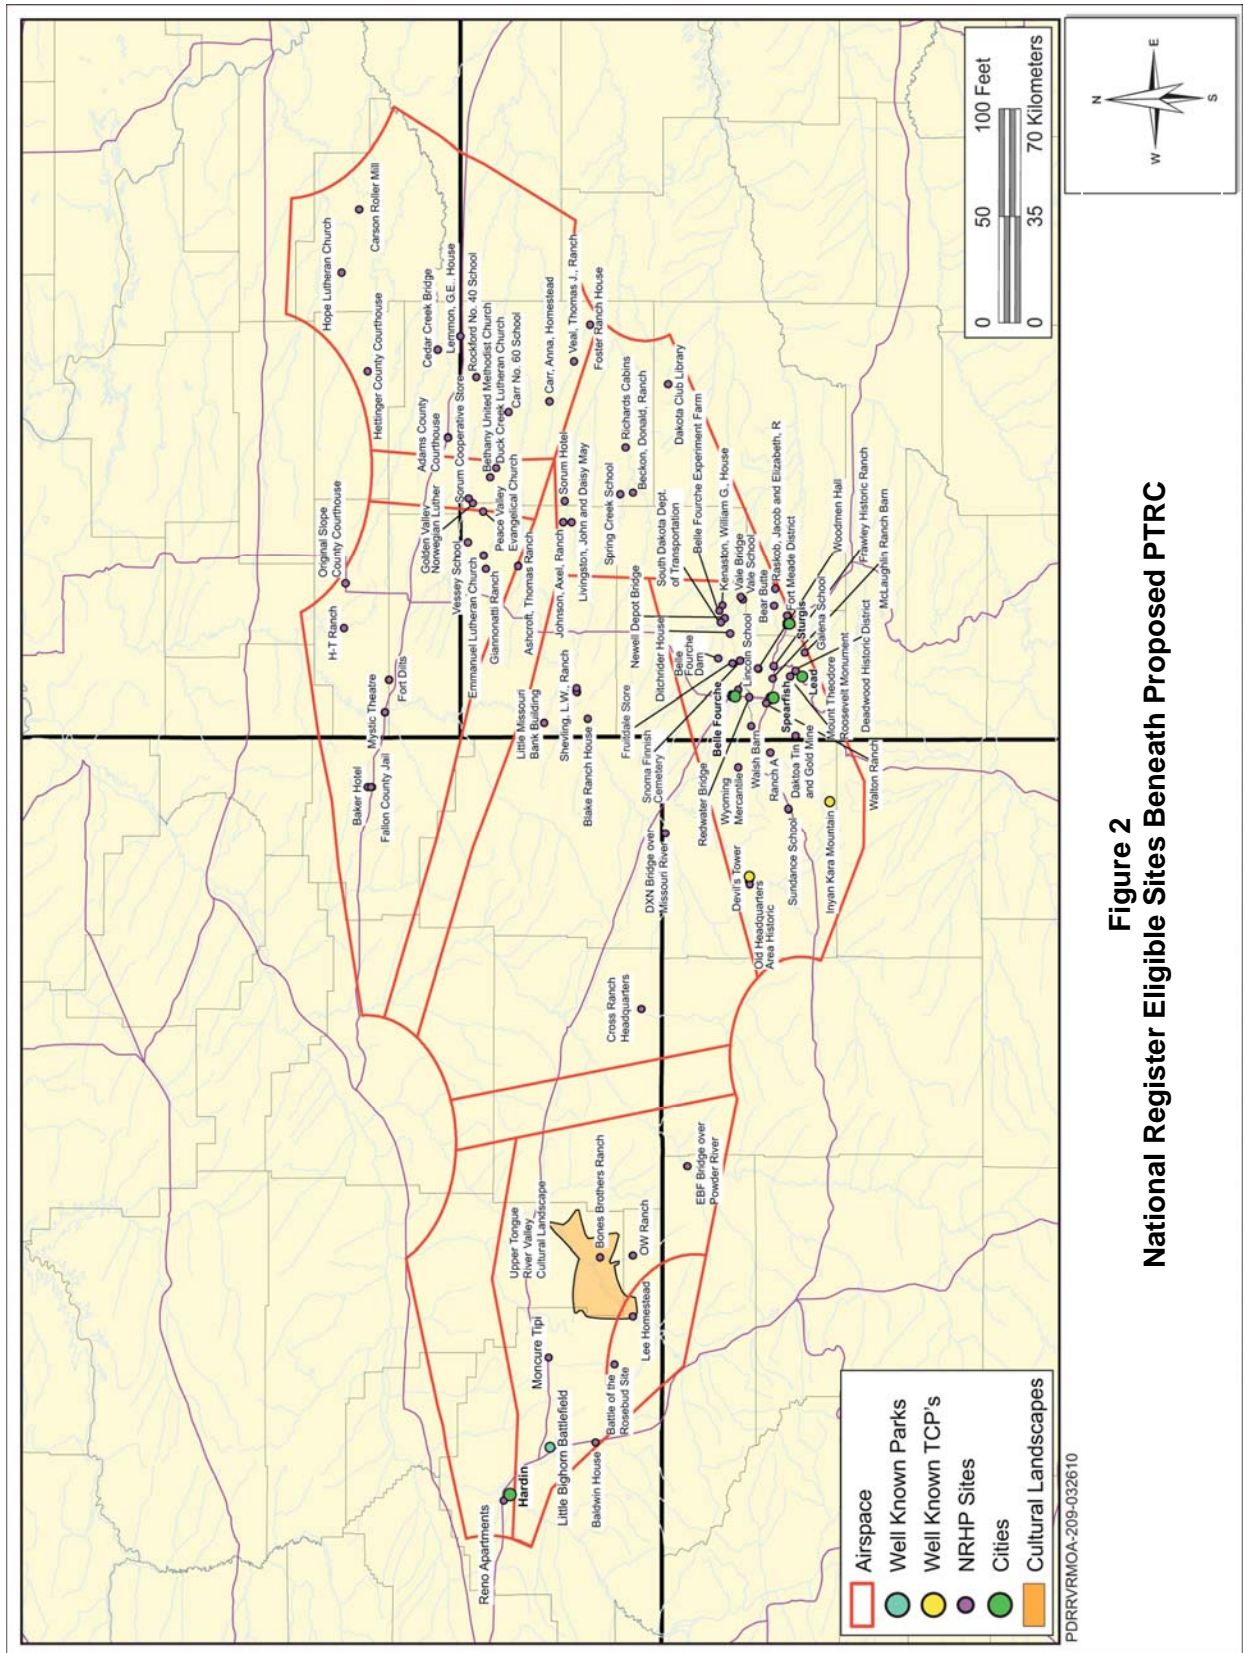 Hope Lutheran Church
Carson Roller Mill
Hettinger County Courthouse
Cedar Creek Bridge
Lemmon, G.E., House
Rockford No. 40 School
Adams County
Courthouse
Sorum Cooperative Store
Bethany United Methodist Church
Duck Creek Lutheran Church
Carr No. 60 School
Carr, Anna, Homestead
Veal, Thomas J., Ranch
Foster Ranch House
Original Slope
County Courthouse
H-T Ranch
Golden Valley
Norwegian Luther
Vessey School
Peace Valley
Evangelical Church
Emmanuel Lutheran Church
Giannonatti Ranch
Ashcroft, Thomas Ranch
Sorum Hotel
Johnson, Axel, Ranch
Livingston, John and Daisy May
Spring Creek School
Richards Cabins
Beckon, Donald, Ranch
Dakota Club Library
Mystic Theatre
Fort Dilts
Baker Hotel
Fallon County Jail
Little Missouri
Bank Building
Shevling, L.W., Ranch
Blake Ranch House
Newell Depot Bridge
South Dakota Dept.
of Transportation
Belle Fourche Experiment Farm
Kenaston, William G., House
Vale Bridge
Vale School
Bear Butte
Raskob, Jacob and Elizabeth, R
Fort Meade District
Woodmen Hall
Frawley Historic Ranch
McLaughlin Ranch Barn
Fruitdale Store
Ditchrider House
Belle
Fourche
Dam
Lincoln School
Sturgis
Galena School
Snoma Finnish
Cemetery
Belle Fourche
Spearfish
Lead
Mount Theodore
Roosevelt Monument
Deadwood Historic District
DXN Bridge over
Missouri River
Redwater Bridge
Wyoming
Mercantile
Walsh Barn
Ranch A
Daktoa Tin
and Gold Mine
Walton Ranch
Devil's Tower
Old Headquarters
Area Historic
Sundance School
Inyan Kara Mountain
Cross Ranch
Headquarters
Upper Tongue
River Valley
Cultural Landscape
Bones Brothers Ranch
OW Ranch
EBF Bridge over
Powder River
Moncure Tipi
Lee Homestead
Battle of the
Rosebud Site
Little Bighorn Battlefield
Baldwin House
Hardin
Reno Apartments
0 50 100 Feet
0 35 70 Kilometers
N
W E
S
Airspace
Well Known Parks
Well Known TCP's
NRHP Sites
Cities
Cultural Landscapes
PDRRVRMOA-209-032610
Figure 2
National Register Eligible Sites Beneath Proposed PTRC